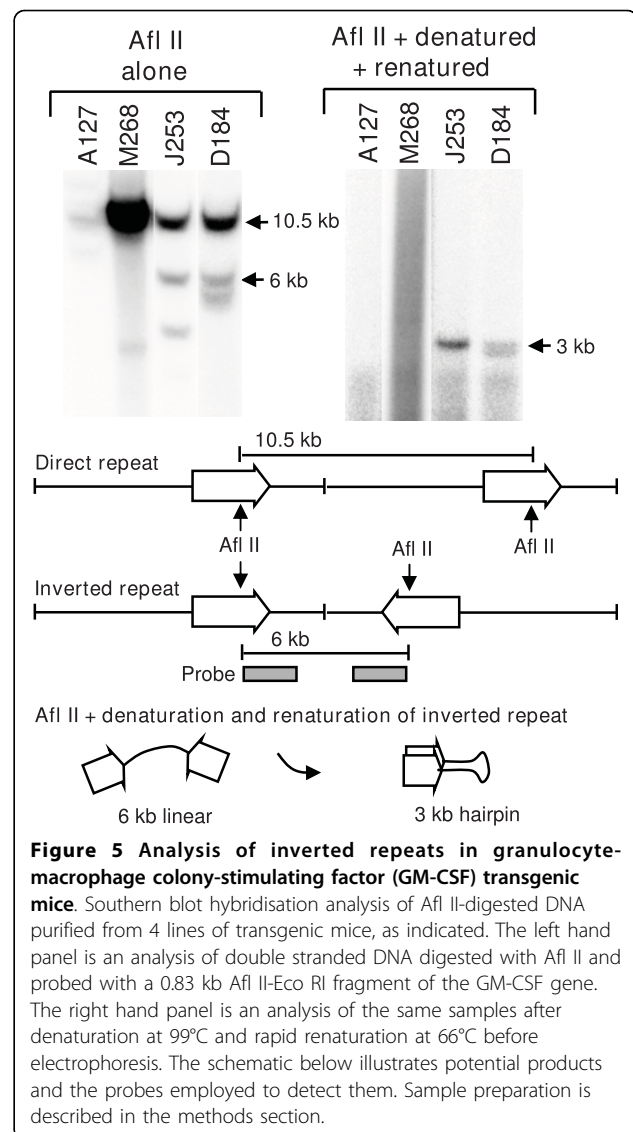 Afl II
alone
Afl II + denatured
+ renatured
A127
M268
J253
D184
A127
M268
J253
D184
10.5 kb
6 kb
3 kb
10.5 kb
Direct repeat
Afl II
Afl II
Afl II
Inverted repeat
6 kb
Probe
Afl II + denaturation and renaturation of inverted repeat
6 kb linear
3 kb hairpin
Figure 5 Analysis of inverted repeats in granulocyte-
macrophage colony-stimulating factor (GM-CSF) transgenic
mice. Southern blot hybridisation analysis of Afl II-digested DNA
purified from 4 lines of transgenic mice, as indicated. The left hand
panel is an analysis of double stranded DNA digested with Afl II and
probed with a 0.83 kb Afl II-Eco RI fragment of the GM-CSF gene.
The right hand panel is an analysis of the same samples after
denaturation at 99°C and rapid renaturation at 66°C before
electrophoresis. The schematic below illustrates potential products
and the probes employed to detect them. Sample preparation is
described in the methods section.